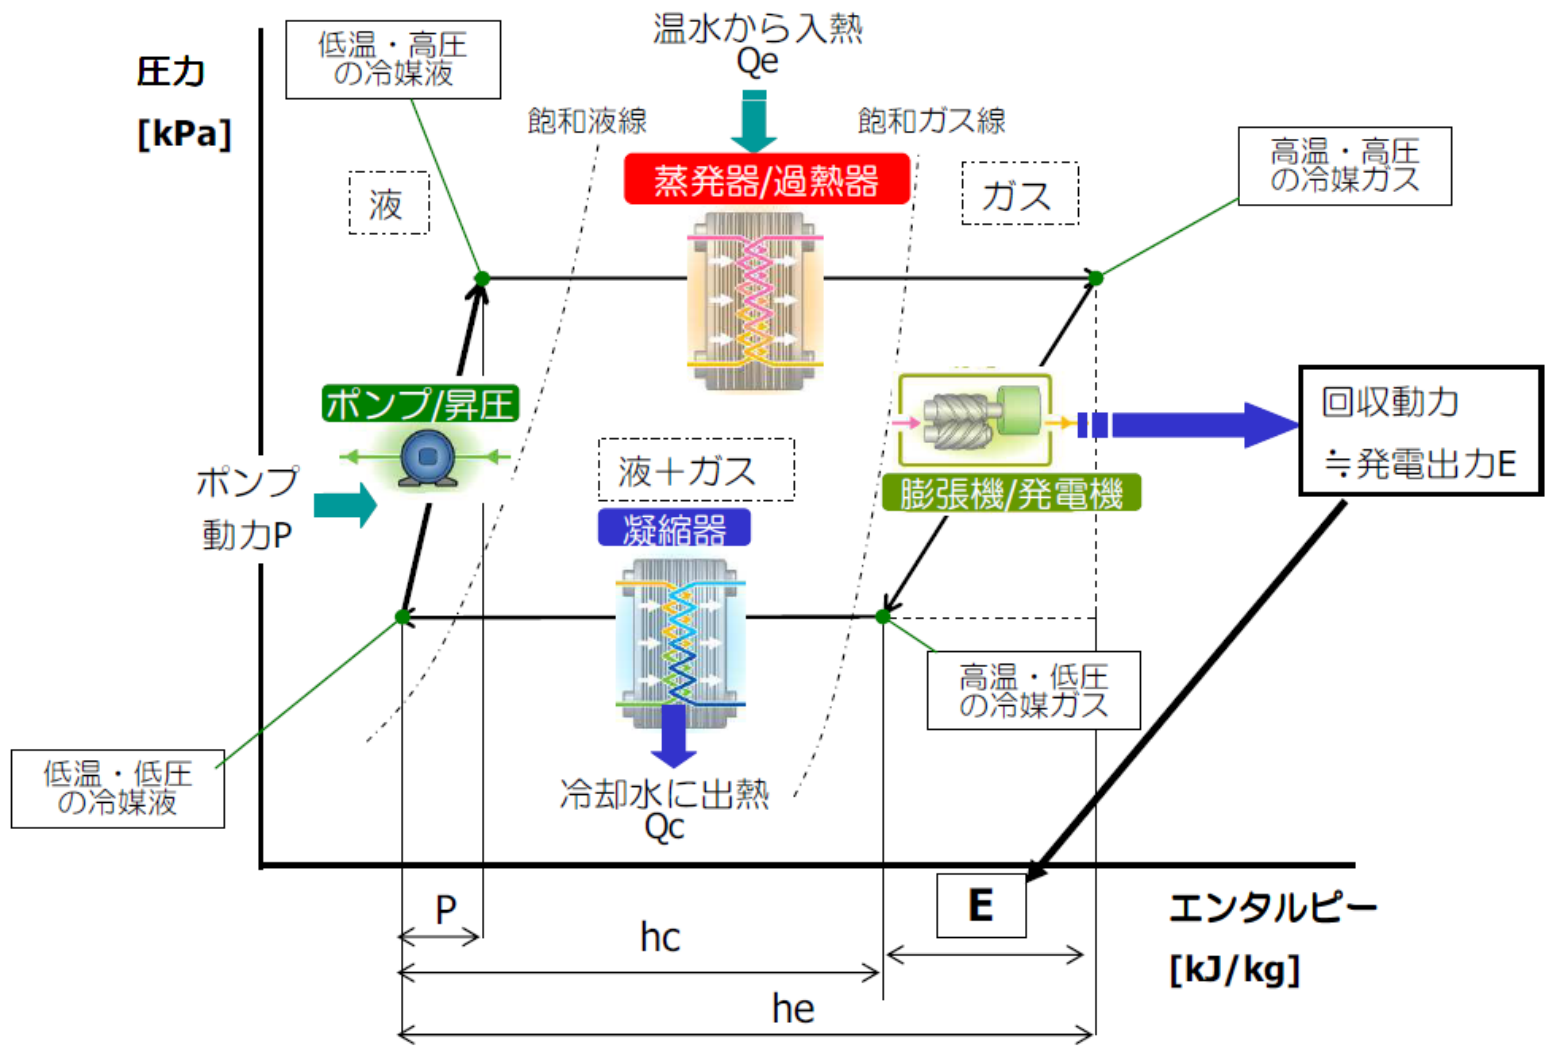 温水から入熱
Qe
低温・高圧
の冷媒液
圧力
[kPa]
飽和液線
飽和ガス線
高温・高圧
の冷媒ガス
蒸発器/過熱器
液
ガス
ポンプ/昇圧
回収動力
≒発電出力E
液＋ガス
ポンプ
動力P
膨張機/発電機
凝縮器
高温・低圧
の冷媒ガス
低温・低圧
の冷媒液
冷却水に出熱
Qc
P
E
エンタルピー
[kJ/kg]
hc
he